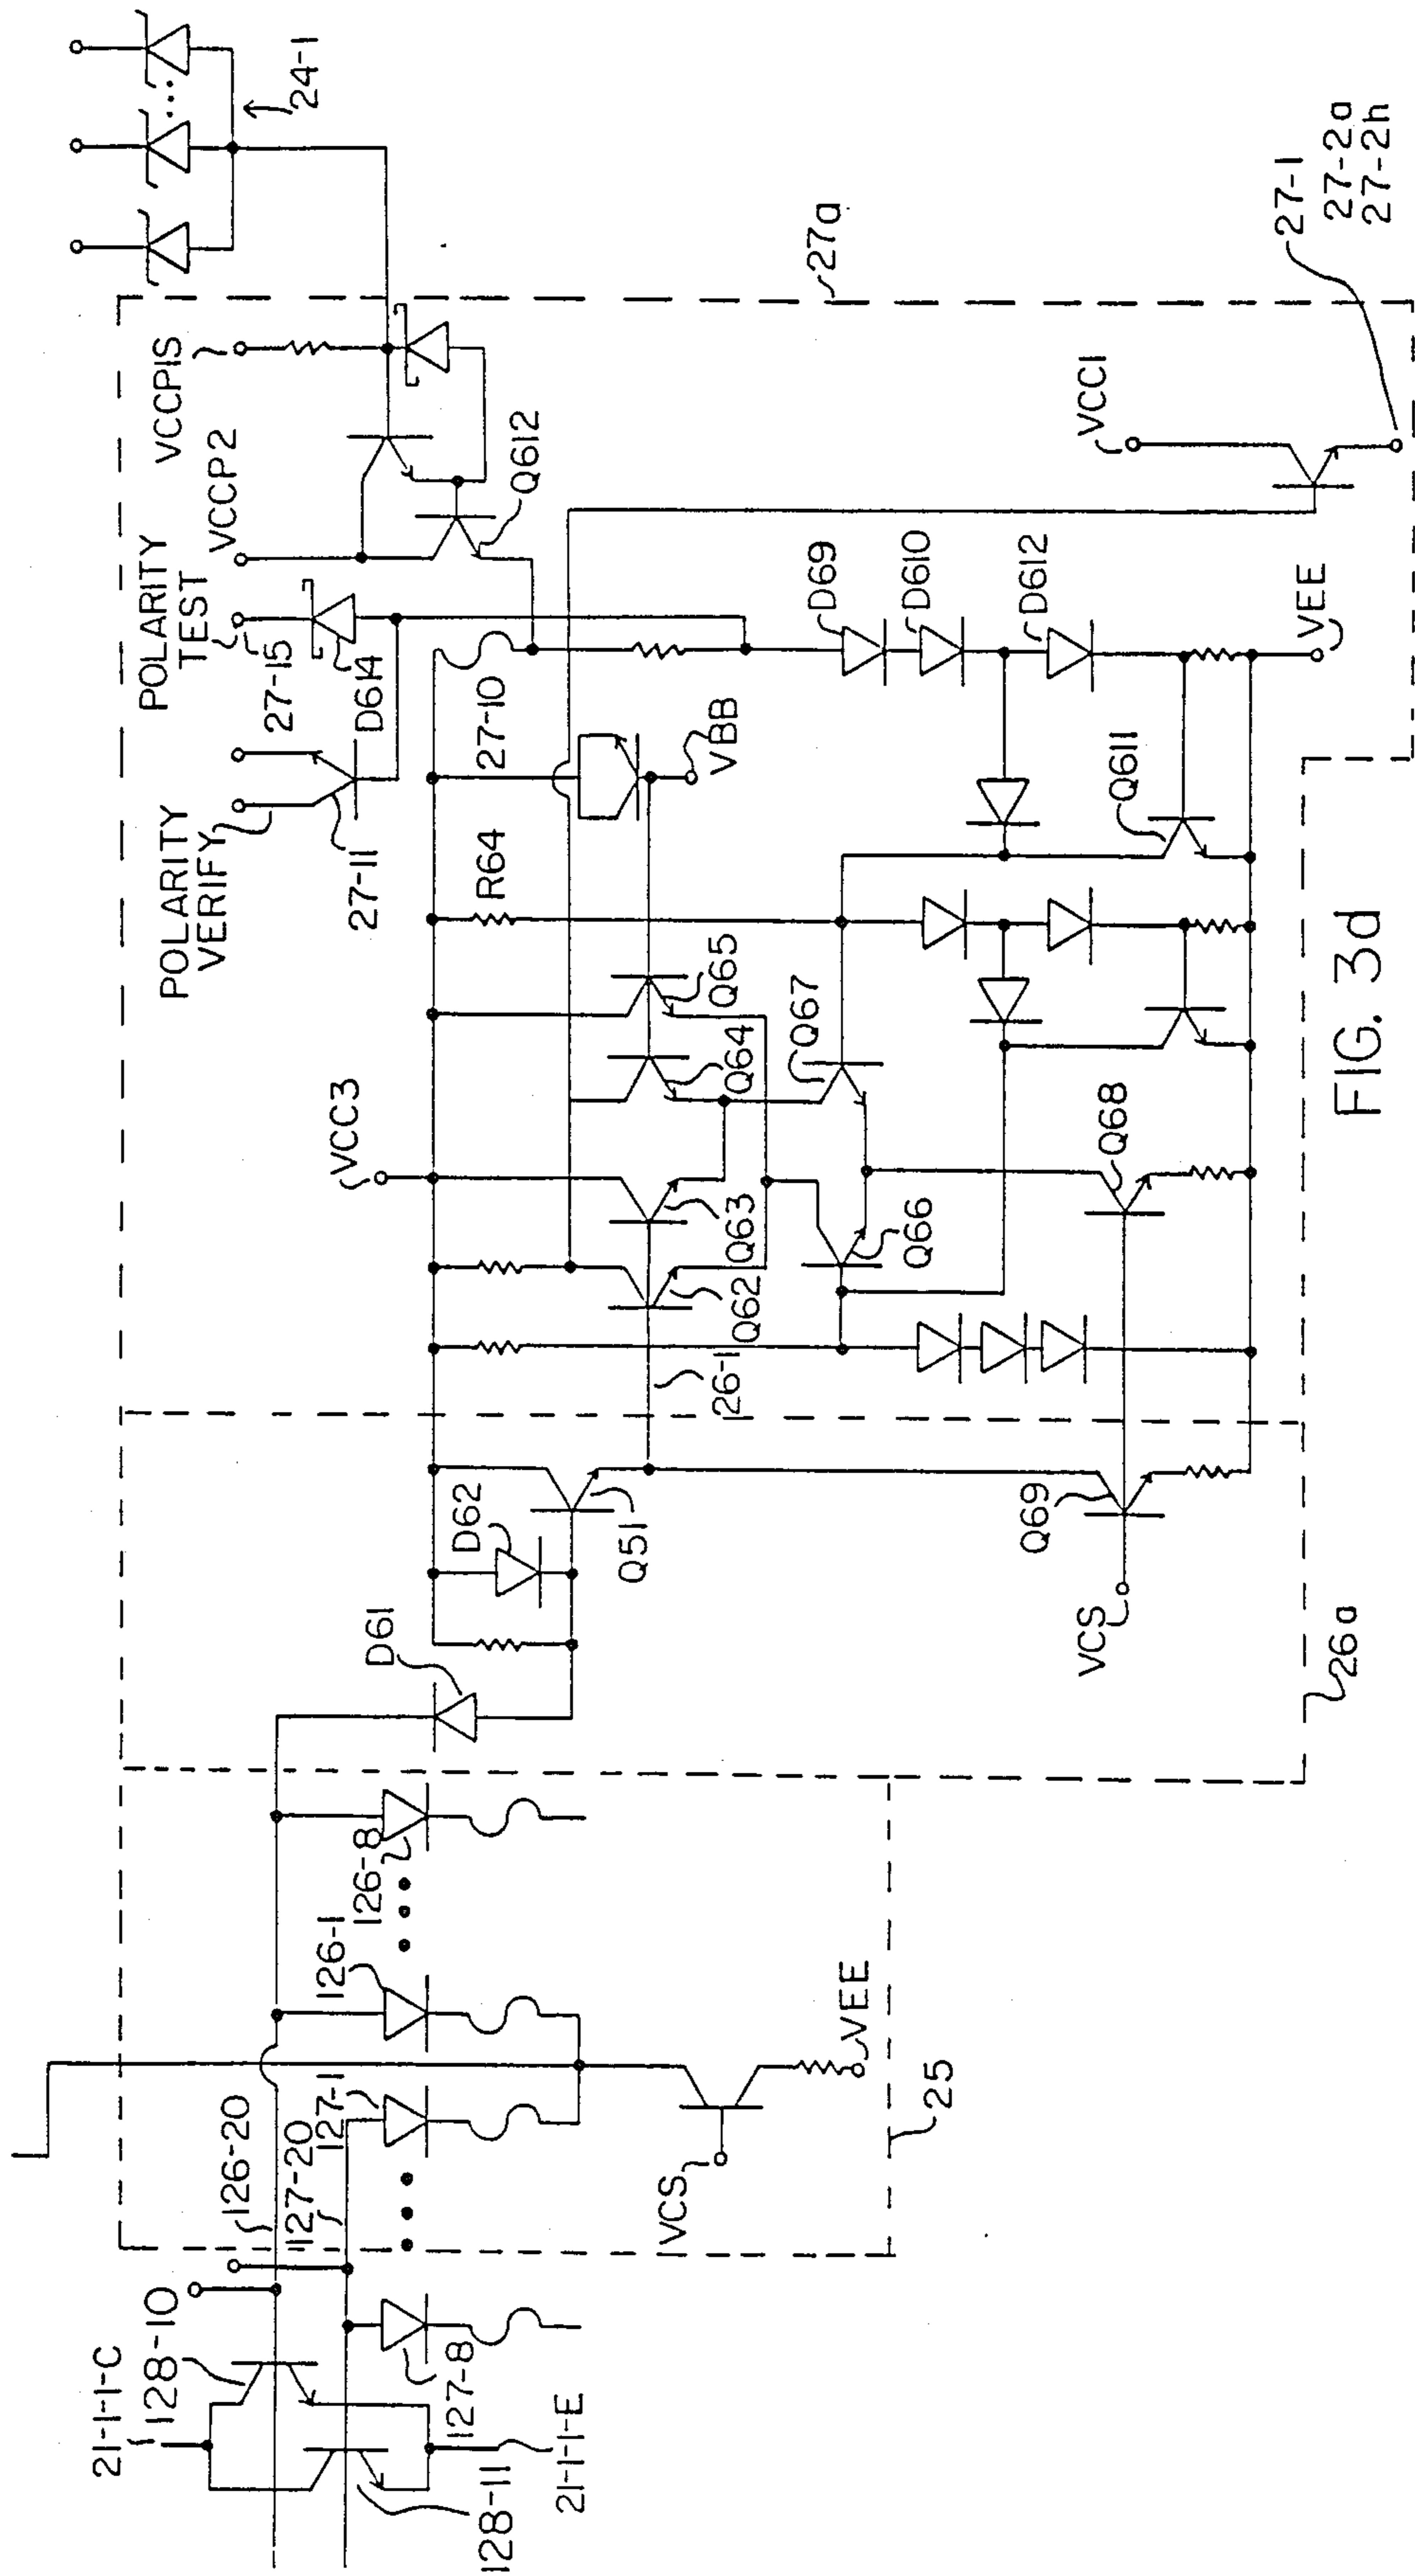 21-1-1-C
128-10
128-11
21-1-1-E
127-8
126-20
127-20
127-1
126-1
126-8
VCS
VEE
25
D61
D62
Q51
Q69
VCS
26a
26-1
VCC3
Q62
Q63
Q64
Q65
Q66
Q67
Q68
R64
POLARITY
VERIFY
27-11
POLARITY
TEST
27-15
D614
27-10
VBB
VCCP2
VCCPIS
Q612
D69
D610
D612
Q611
VEE
27a
24-1
VCC1
27-1
27-2a
27-2h
FIG. 3d